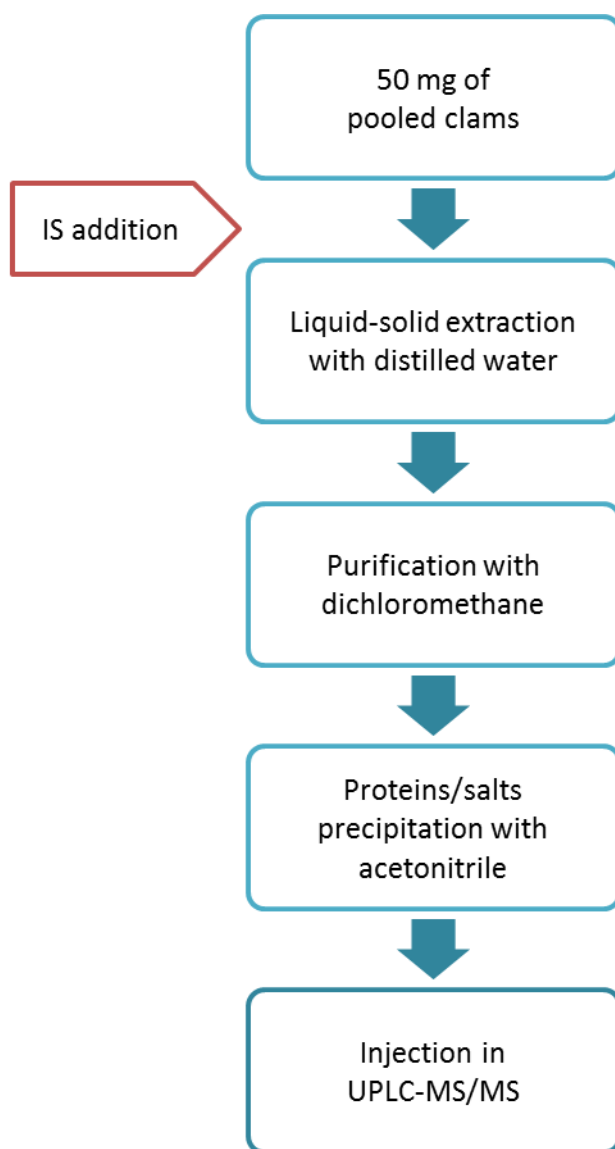 50 mg of
pooled clams
IS addition
Liquid-solid extraction
with distilled water
Purification with
dichloromethane
Proteins/salts
precipitation with
acetonitrile
Injection in
UPLC-MS/MS